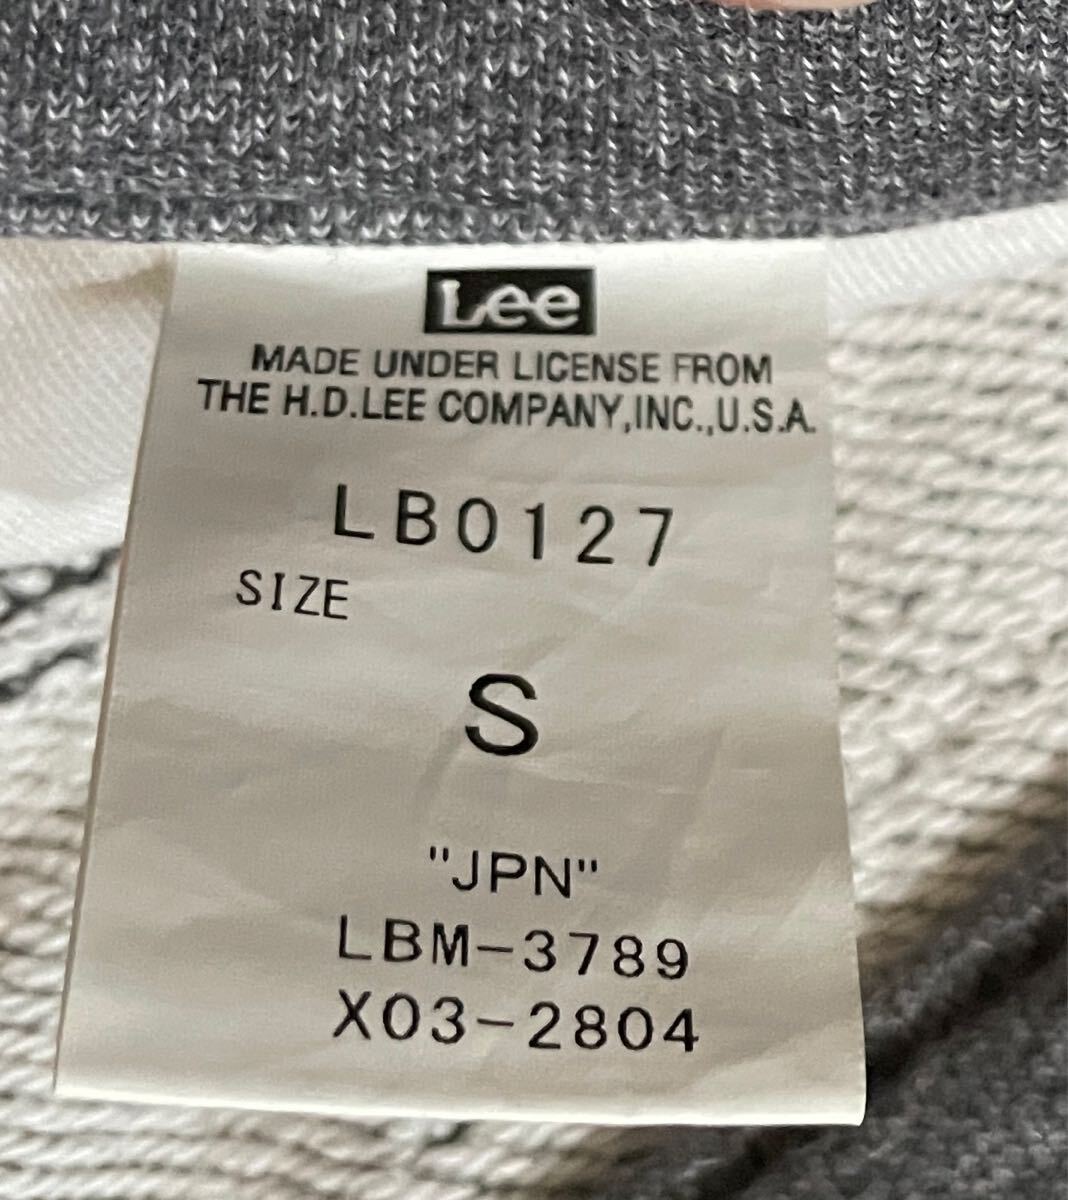 Lee
MADE UNDER LICENSE FROM
THE H.D.LEE COMPANY,INC.,U.S.A.
LB0127
SIZE
S
"JPN"
LBM-3789
X03-2804